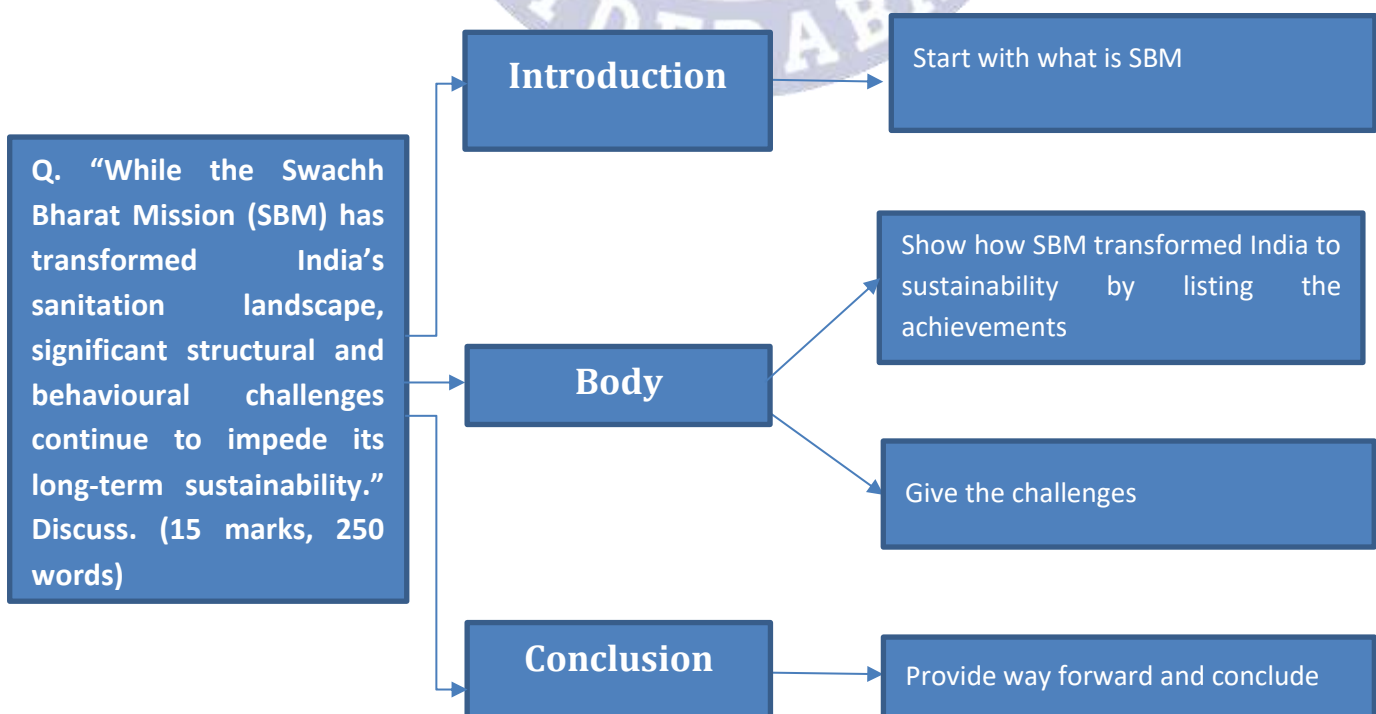 Introduction
Start with what is SBM
Q. “While the Swachh
Bharat Mission (SBM) has
transformed India’s
sanitation landscape,
significant structural and
behavioural challenges
continue to impede its
long-term sustainability.”
Discuss. (15 marks, 250
words)
Body
Show how SBM transformed India to
sustainability by listing the
achievements
Give the challenges
Conclusion
Provide way forward and conclude